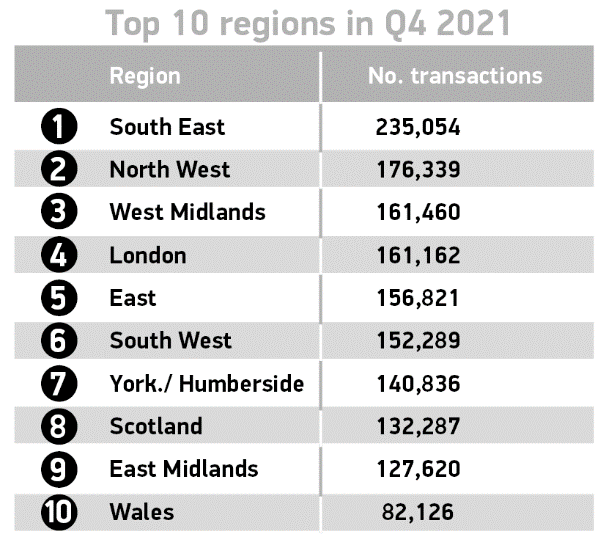 Top 10 regions in Q4 2021
Region No. transactions
1 South East 235,054
2 North West 176,339
3 West Midlands 161,460
4 London 161,162
5 East 156,821
6 South West 152,289
7 York./ Humberside 140,836
8 Scotland 132,287
9 East Midlands 127,620
10 Wales 82,126